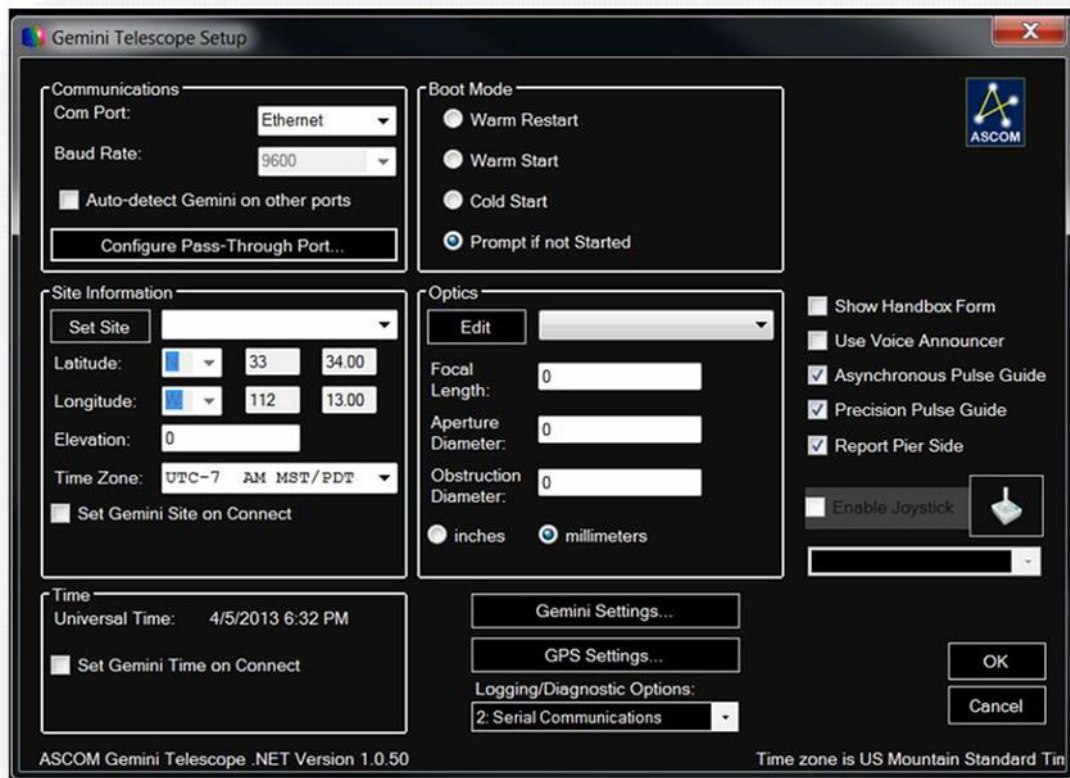 Gemini Telescope Setup
Communications
Com Port: Ethernet
Baud Rate: 9600
Auto-detect Gemini on other ports
Configure Pass-Through Port...
Boot Mode
Warm Restart
Warm Start
Cold Start
Prompt if not Started
ASCOM
Site Information
Set Site
Latitude: N 33 34.00
Longitude: W 112 13.00
Elevation: 0
Time Zone: UTC-7 AM MST/PDT
Set Gemini Site on Connect
Optics
Edit
Focal
Length: 0
Aperture
Diameter: 0
Obstruction
Diameter: 0
inches millimeters
Show Handbox Form
Use Voice Announcer
Asynchronous Pulse Guide
Precision Pulse Guide
Report Pier Side
Enable Joystick
Time
Universal Time: 4/5/2013 6:32 PM
Set Gemini Time on Connect
Gemini Settings...
GPS Settings...
Logging/Diagnostic Options:
2: Serial Communications
OK
Cancel
ASCOM Gemini Telescope .NET Version 1.0.50
Time zone is US Mountain Standard Tin